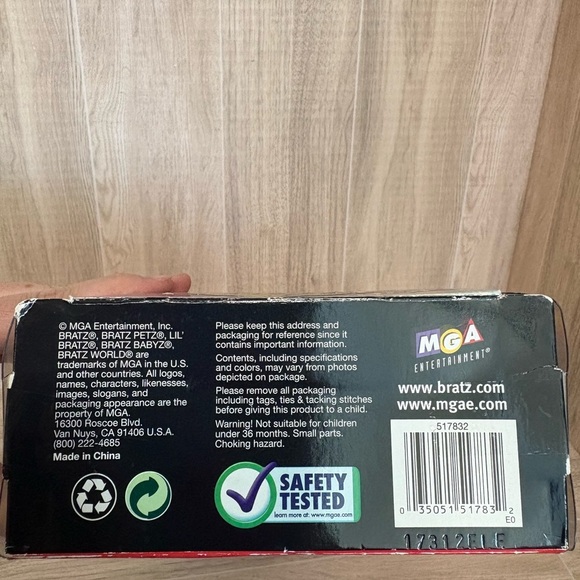 © MGA Entertainment, Inc.
BRATZ®, BRATZ PETZ®, LIL'
BRATZ®, BRATZ BABYZ®,
BRATZ WORLD® are
trademarks of MGA in the U.S.
and other countries. All logos,
names, characters, likenesses,
images, slogans, and
packaging appearance are the
property of MGA.
16300 Roscoe Blvd.
Van Nuys, CA 91406 U.S.A.
(800) 222-4685
Made in China
Please keep this address and
packaging for reference since it
contains important information.
Contents, including specifications
and colors, may vary from photos
depicted on package.
Please remove all packaging
including tags, ties & tacking stitches
before giving this product to a child.
Warning! Not suitable for children
under 36 months. Small parts.
Choking hazard.
SAFETY
TESTED
learn more at: www.mgae.com
MGA
ENTERTAINMENT®
www.bratz.com
www.mgae.com
517832
0 35051 51783 2
E0